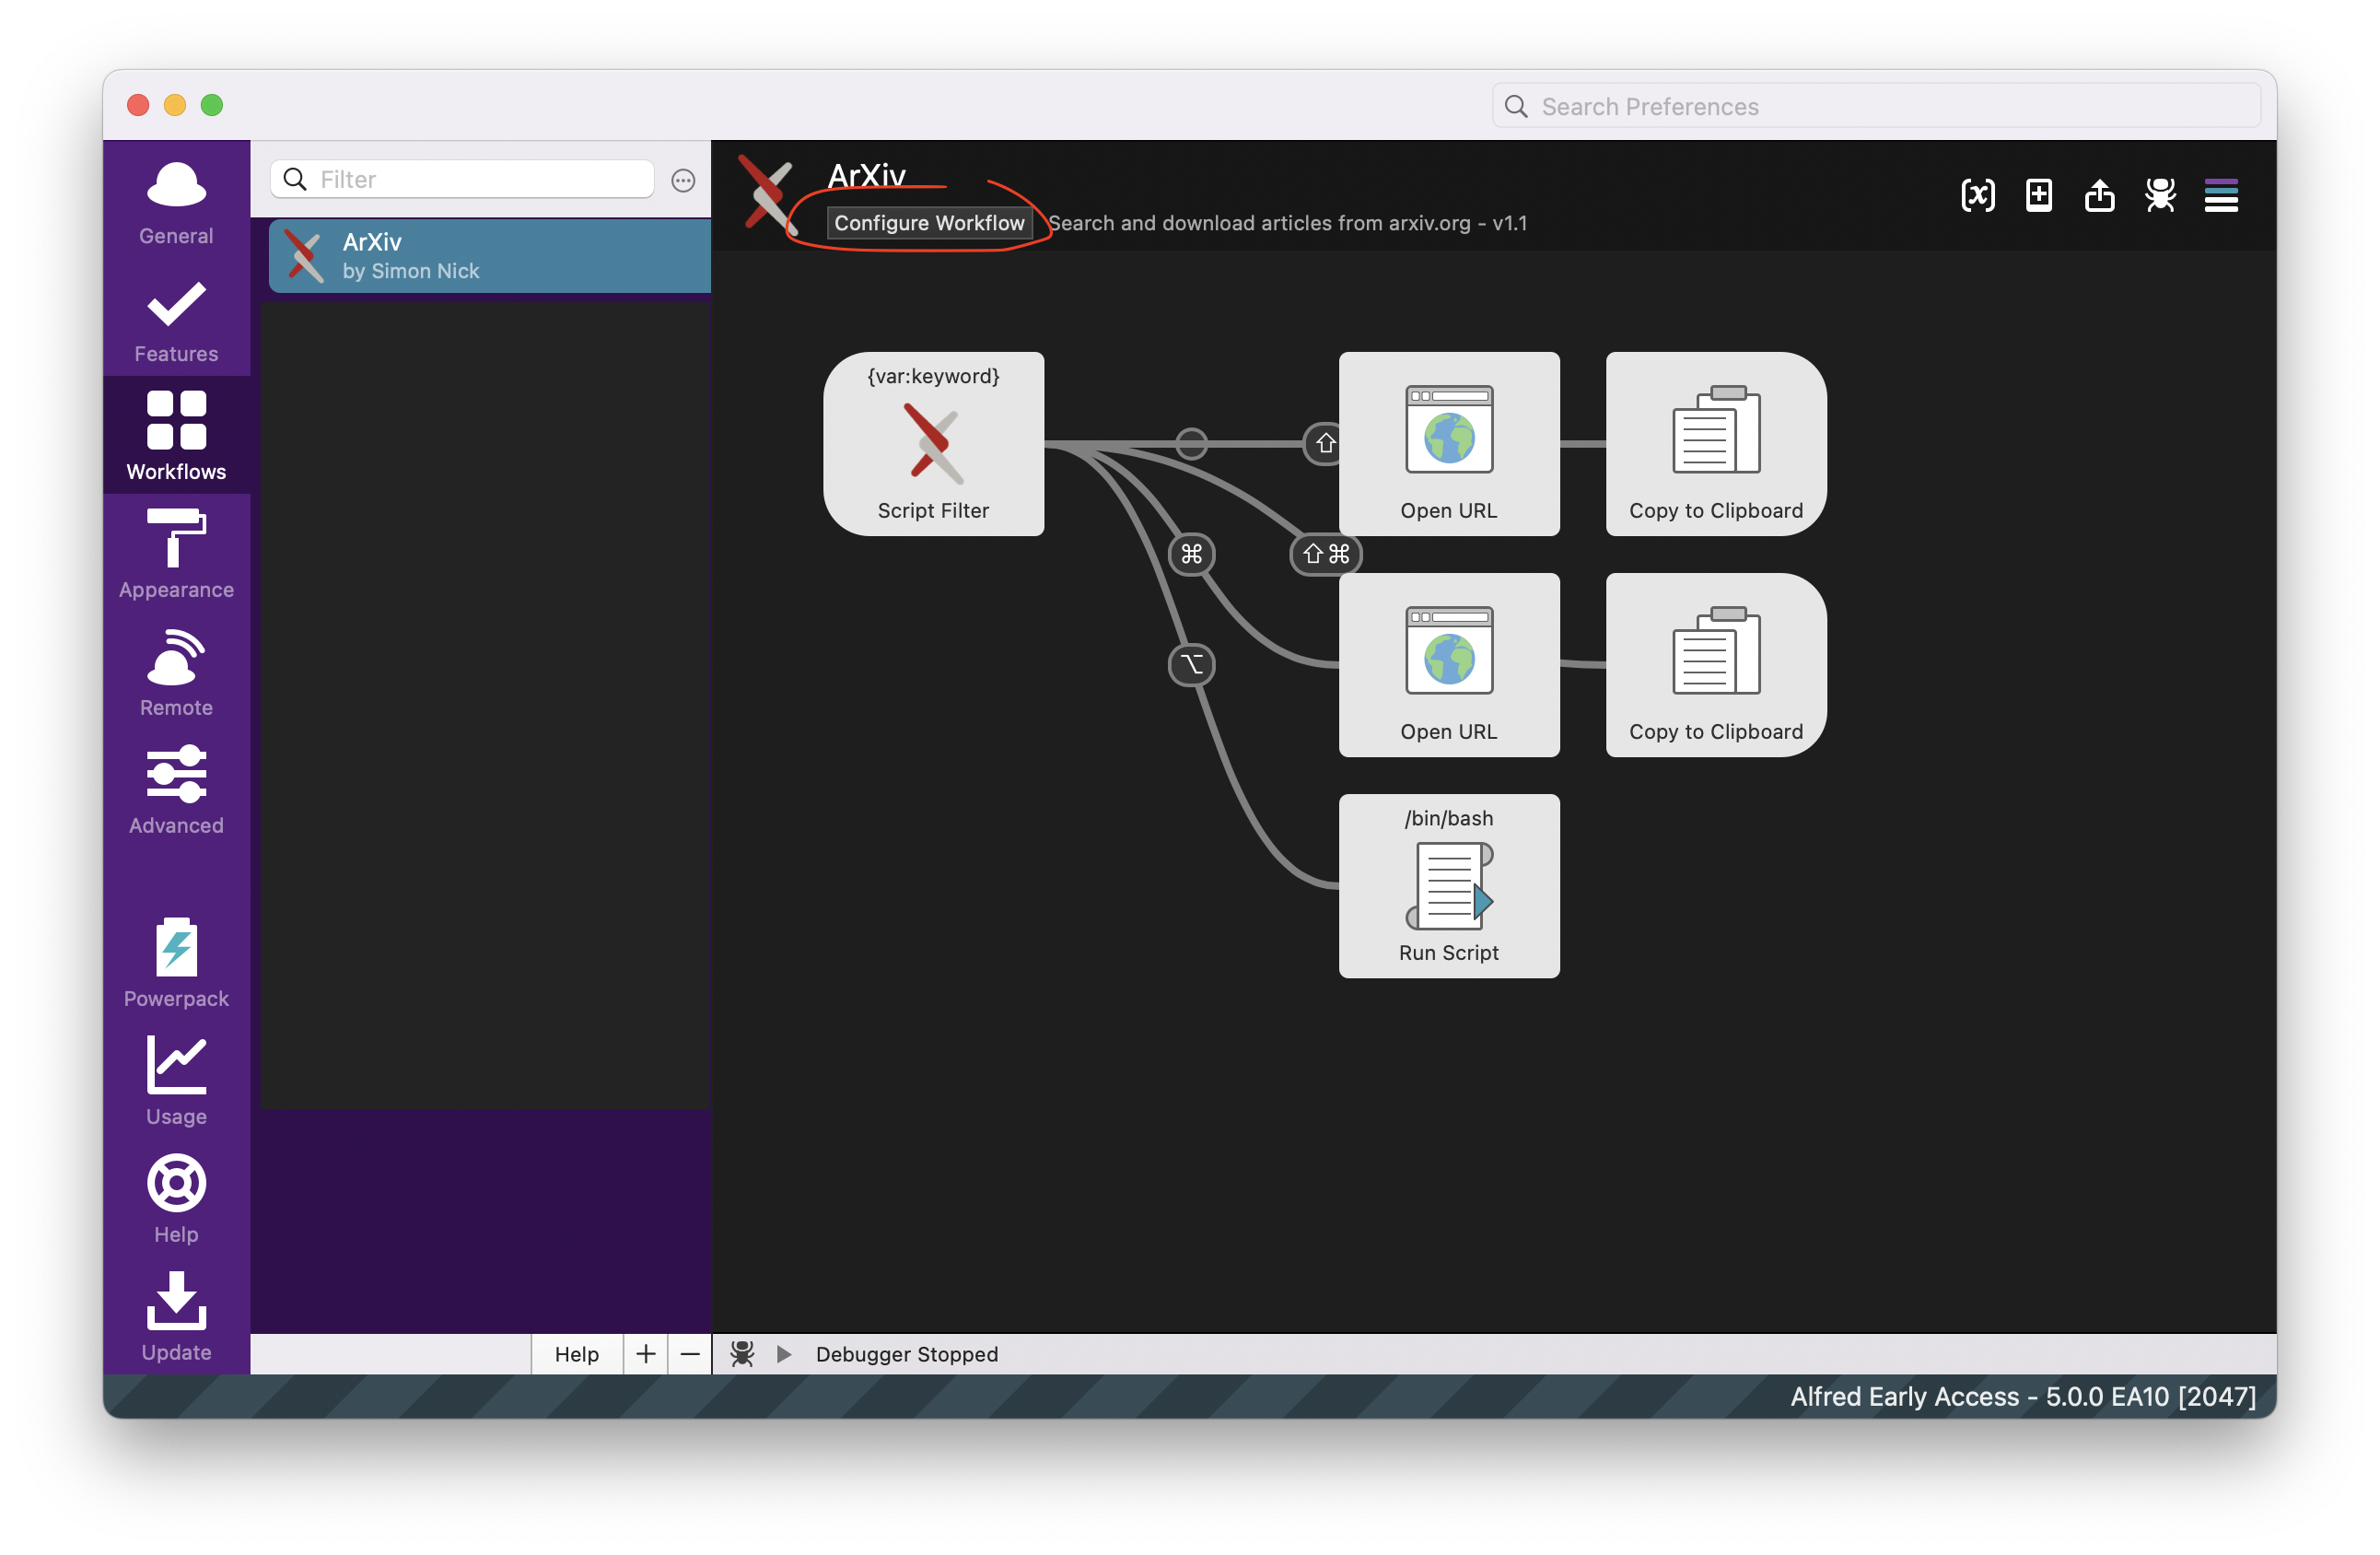 Search Preferences
General
Features
Workflows
Appearance
Remote
Advanced
Powerpack
Usage
Help
Update
Filter
ArXiv
by Simon Nick
Help
ArXiv
Configure Workflow Search and download articles from arxiv.org - v1.1
{var:keyword}
Script Filter
Open URL
Copy to Clipboard
Open URL
Copy to Clipboard
/bin/bash
Run Script
Debugger Stopped
Alfred Early Access - 5.0.0 EA10 [2047]